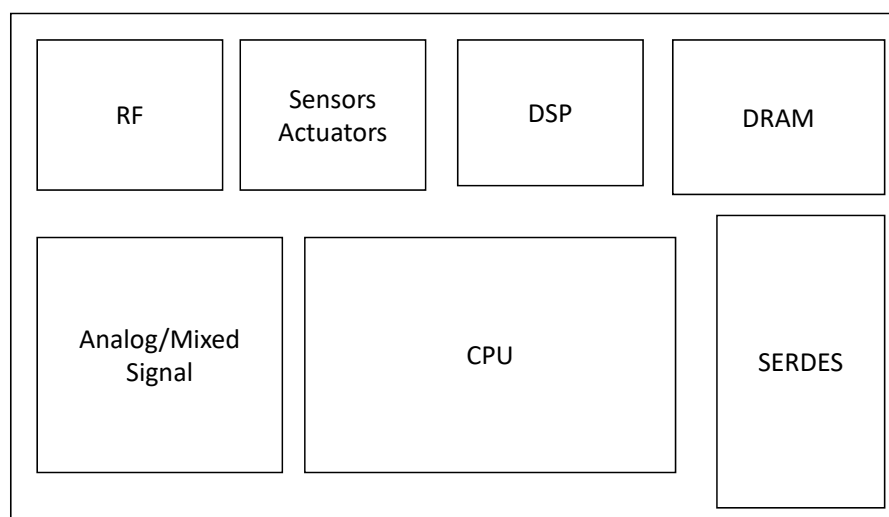 RF
Sensors
Actuators
DSP
DRAM
Analog/Mixed
Signal
CPU
SERDES